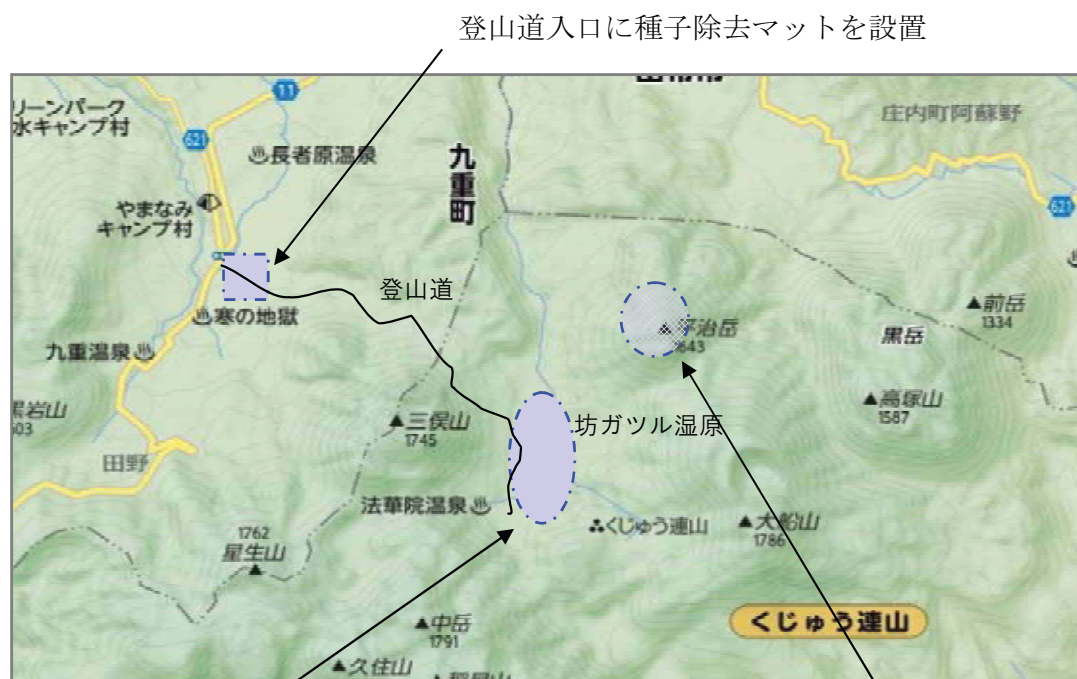 登山道入口に種子除去マットを設置
11
リーンパーク
水キャンプ村
庄内町阿蘇野
621
長者原温泉
九重町
やまなみ
キャンプ村
621
登山道
寒の地獄
前岳
1334
治岳
643
黒岳
九重温泉
高塚山
1587
岩山
三俣山
1745
坊ガツル湿原
田野
法華院温泉
くじゅう連山
大船山
1786
1762
星生山
くじゅう連山
中岳
1791
久住山